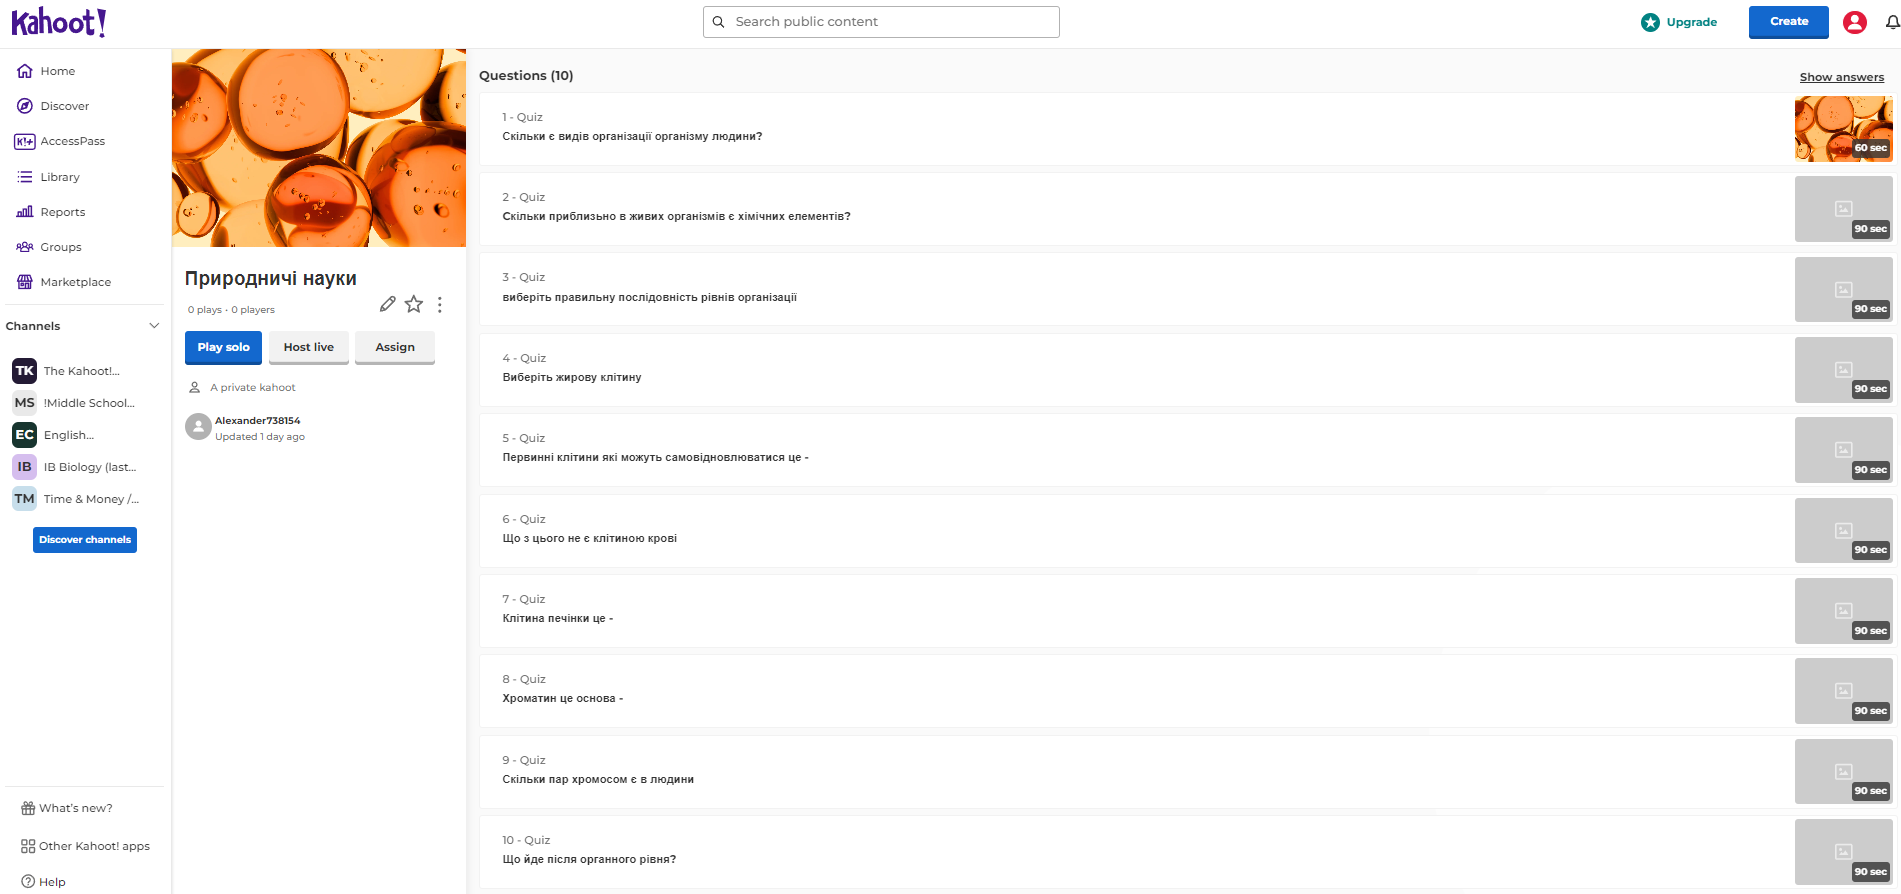 Kahoot!
Search public content
Upgrade
Create
Home
Discover
K!+ AccessPass
Library
Reports
Groups
Marketplace
Channels
TK The Kahoot!...
MS !Middle School...
EC English...
IB IB Biology (last...
TM Time & Money /...
Discover channels
What's new?
Other Kahoot! apps
Help
Природничі науки
0 plays · 0 players
Play solo
Host live
Assign
A private kahoot
Alexander738154
Updated 1 day ago
Questions (10)
Show answers
1 - Quiz
Скільки є видів організації організму людини?
60 sec
2 - Quiz
Скільки приблизьно в живих організмів є хімічних елементів?
90 sec
3 - Quiz
виберіть правильну послідовність рівнів організації
90 sec
4 - Quiz
Виберіть жирову клітину
90 sec
5 - Quiz
Первинні клітини які можуть самовідновлюватися це -
90 sec
6 - Quiz
Що з цього не є клітиною крові
90 sec
7 - Quiz
Клітина печінки це -
90 sec
8 - Quiz
Хроматин це основа -
90 sec
9 - Quiz
Скільки пар хромосом є в людини
90 sec
10 - Quiz
Що йде після органного рівня?
90 sec